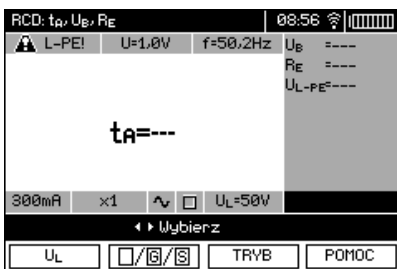 RCD: tA, UB, RE 08:56
L-PE! U=1,0V f=50,2Hz UB =---
RE =---
UL-PE=---
tA=---
300mA x1 UL=50V
Wybierz
UL □/G/S TRYB POMOC